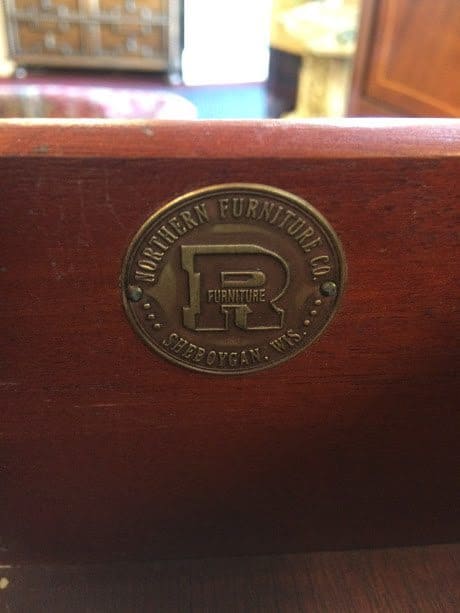 NORTHERN FURNITURE CO.
R
FURNITURE
SHEBOYGAN, WIS.